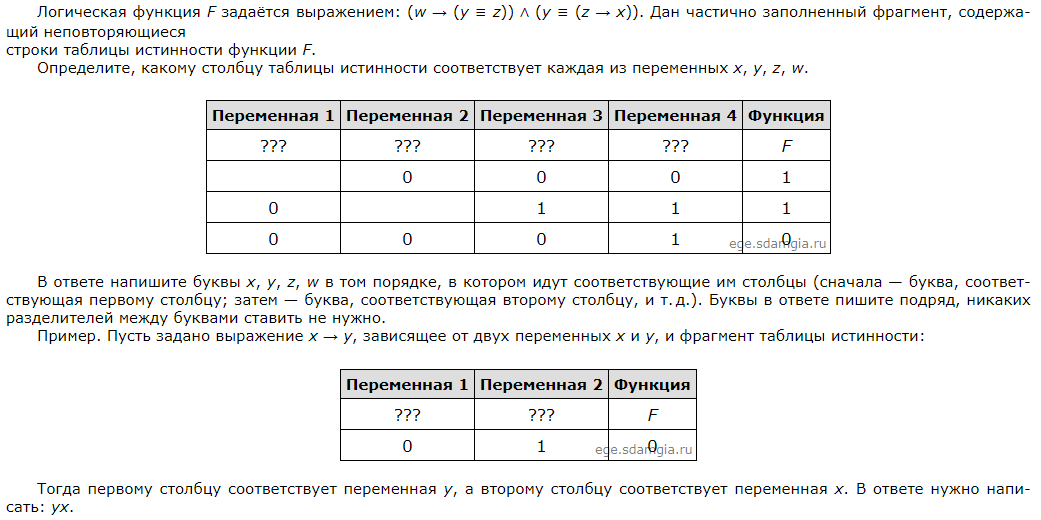 Логическая функция F задаётся выражением: (w → (y ≡ z)) ∧ (y ≡ (z → x)). Дан частично заполненный фрагмент, содержа-
щий неповторяющиеся
строки таблицы истинности функции F.
Определите, какому столбцу таблицы истинности соответствует каждая из переменных x, y, z, w.
Переменная 1 Переменная 2 Переменная 3 Переменная 4 Функция
??? ??? ??? ??? F
0 0 0 1
0 1 1 1
0 0 0 1 0
ege.sdamgia.ru
В ответе напишите буквы x, y, z, w в том порядке, в котором идут соответствующие им столбцы (сначала — буква, соответ-
ствующая первому столбцу; затем — буква, соответствующая второму столбцу, и т. д.). Буквы в ответе пишите подряд, никаких
разделителей между буквами ставить не нужно.
Пример. Пусть задано выражение x → y, зависящее от двух переменных x и y, и фрагмент таблицы истинности:
Переменная 1 Переменная 2 Функция
??? ??? F
0 1 0
ege.sdamgia.ru
Тогда первому столбцу соответствует переменная y, а второму столбцу соответствует переменная x. В ответе нужно напи-
сать: yx.